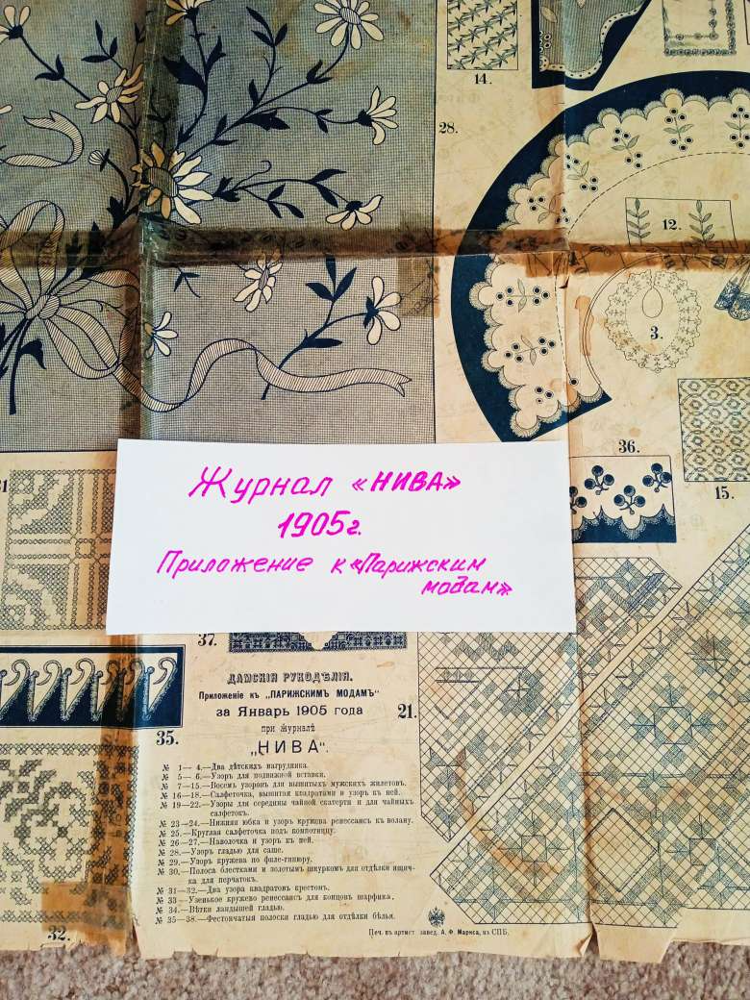 14.
28.
12.
3.
36.
15.
Журнал «НИВА»
1905г.
Приложение к «Парижским
модам»
37.
21.
35.
32.
ДАМСКІЯ РУКОДѢЛІЯ.
Приложеніе къ „ПАРИЖСКИМЪ МОДАМЪ“
за Январь 1905 года
при журналѣ
„НИВА“.
№ 1— 4.—Два дѣтскихъ нагрудника.
№ 5— 6.—Узоръ для подвижной вставки.
№ 7—15.—Восемь узоровъ для вышитыхъ мужскихъ жилетовъ.
№ 16—18.—Салфеточка, вышитая квадратами и узоръ къ ней.
№ 19—22.—Узоры для середины чайной скатерти и для чайныхъ
салфетокъ.
№ 23—24.—Нижняя юбка и узоръ кружева ренессансъ къ волану.
№ 25.—Круглая салфеточка подъ компотницу.
№ 26—27.—Наволочка и узоръ къ ней.
№ 28.—Узоръ гладью для саше.
№ 29.—Узоръ кружева по филе-гипюру.
№ 30.—Полоса блестками и золотымъ шнуркомъ для отдѣлки ящич-
ка для перчатокъ.
№ 31—32.—Два узора квадратовъ крестомъ.
№ 33.—Узенькое кружево ренессансъ для концовъ шарфика.
№ 34.—Вѣтки ландышей гладью.
№ 35—38.—Фестончатыя полоски гладью для отдѣлки бѣлья.
Печ. въ артист. завед. А. Ф. Маркса, въ СПБ.